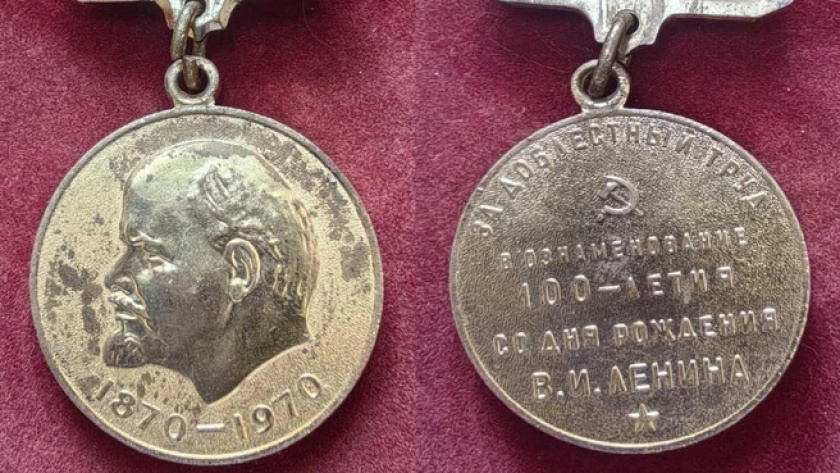 1870-1970
ЗА ДОБЛЕСТНЫЙ ТРУД
В ОЗНАМЕНОВАНИЕ
100-ЛЕТИЯ
СО ДНЯ РОЖДЕНИЯ
В.И. ЛЕНИНА